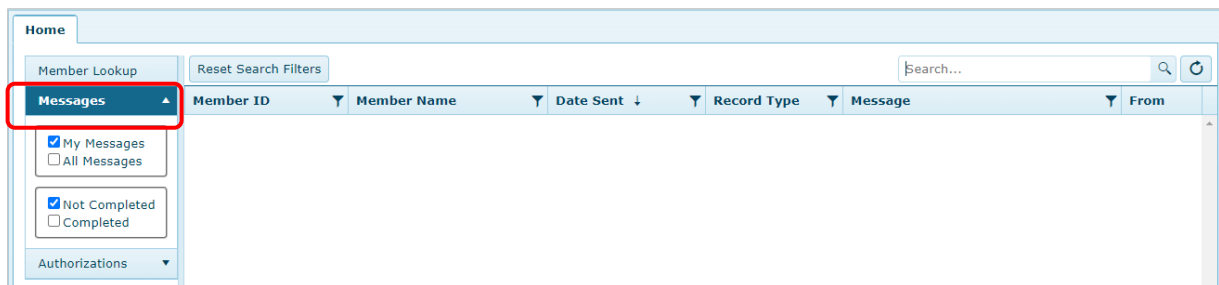 Home
Member Lookup
Reset Search Filters
Search...
Messages
Member ID Member Name Date Sent ↓ Record Type Message From
My Messages
All Messages
Not Completed
Completed
Authorizations